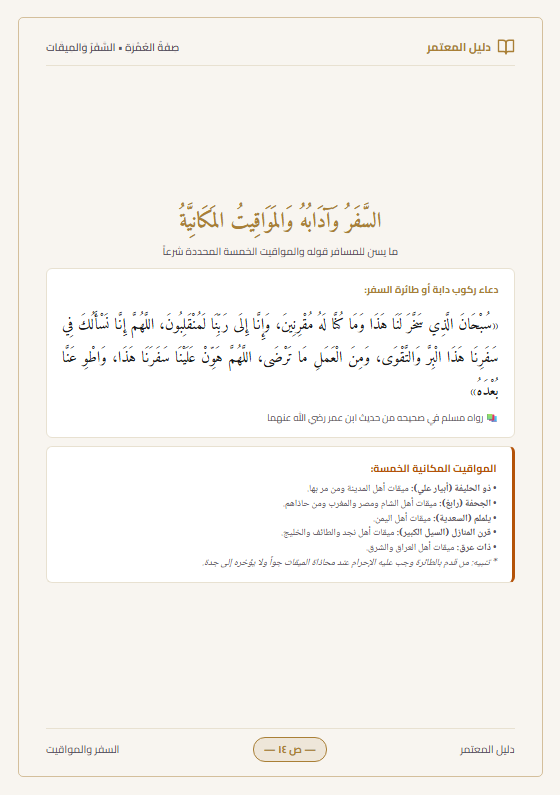 دليل المعتمر
صفة العُمْرة • السَّفَرُ والميقات
السَّفَرُ وَآدَابُهُ وَالمَوَاقِيتُ المَكَانِيَّةُ
ما يسن للمسافر قوله والمواقيت الخمسة المحددة شرعاً
دعاء ركوب دابة أو طائرة السفر:
«سُبْحَانَ الَّذِي سَخَّرَ لَنَا هَذَا وَمَا كُنَّا لَهُ مُقْرِنِينَ، وَإِنَّا إِلَى رَبِّنَا لَمُنْقَلِبُونَ، اللَّهُمَّ إِنَّا نَسْأَلُكَ فِي
سَفَرِنَا هَذَا الْبِرَّ وَالتَّقْوَى، وَمِنَ الْعَمَلِ مَا تَرْضَى، اللَّهُمَّ هَوِّنْ عَلَيْنَا سَفَرَنَا هَذَا، وَاطْوِ عَنَّا
بُعْدَهُ»
رواه مسلم في صحيحه من حديث ابن عمر رضي الله عنهما
المواقيت المكانية الخمسة:
• ذو الحليفة (أبيار علي): ميقات أهل المدينة ومن مر بها.
• الجحفة (رابغ): ميقات أهل الشام ومصر والمغرب ومن حاذاهم.
• يلملم (السعدية): ميقات أهل اليمن.
• قرن المنازل (السيل الكبير): ميقات أهل نجد والطائف والخليج.
• ذات عرق: ميقات أهل العراق والشرق.
* تنبيه: من قدم بالطائرة وجب عليه الإحرام عند محاذاة الميقات جواً ولا يؤخره إلى جدة.
دليل المعتمر
— ص ١٤ —
السفر والمواقيت